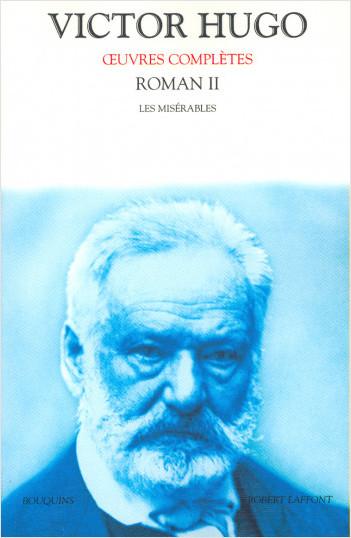 VICTOR HUGO
ŒUVRES COMPLÈTES
ROMAN II
LES MISÉRABLES
BOUQUINS
ROBERT LAFFONT